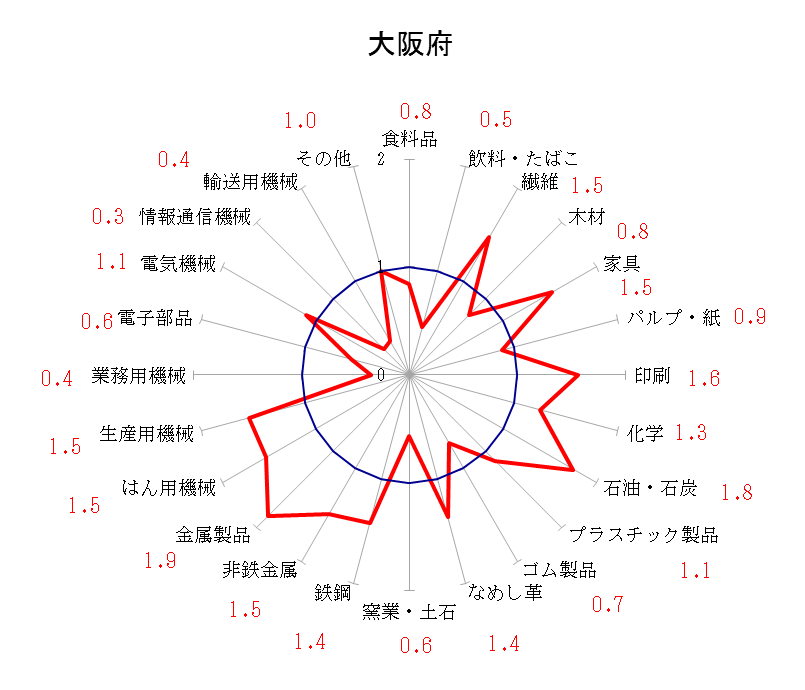 大阪府
0.8
食料品
0.5
飲料・たばこ
繊維
1.5
木材
0.8
家具
1.5
パルプ・紙
0.9
印刷
1.6
化学
1.3
石油・石炭
1.8
プラスチック製品
1.1
ゴム製品
0.7
なめし革
1.4
窯業・土石
0.6
鉄鋼
1.4
非鉄金属
1.5
金属製品
1.9
はん用機械
1.5
生産用機械
1.5
業務用機械
0.4
電子部品
0.6
電気機械
1.1
情報通信機械
0.3
輸送用機械
0.4
その他
1.0
2
1
0